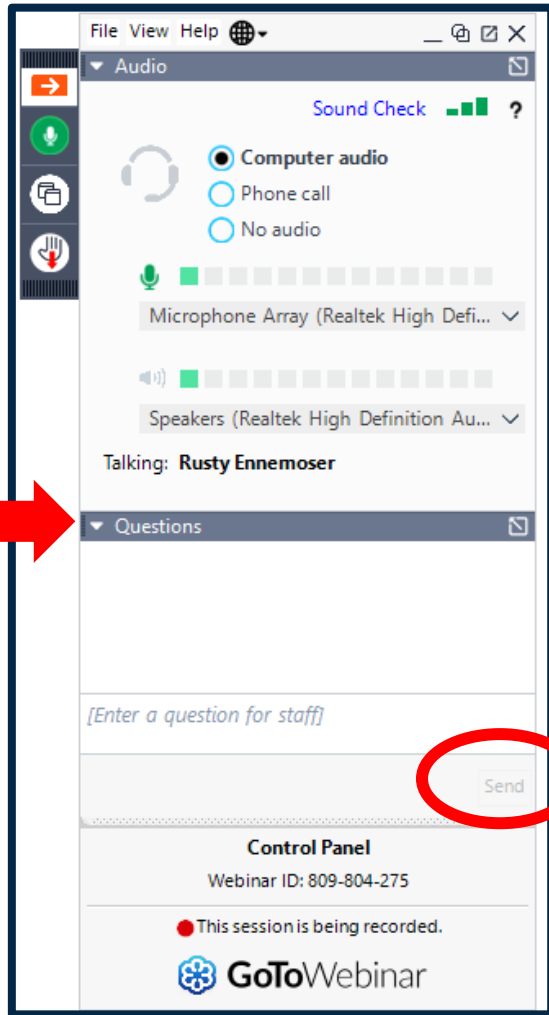 File View Help
Audio
Sound Check ?
Computer audio
Phone call
No audio
Microphone Array (Realtek High Defi...
Speakers (Realtek High Definition Au...
Talking: Rusty Ennemoser
Questions
[Enter a question for staff]
Send
Control Panel
Webinar ID: 809-804-275
This session is being recorded.
GoToWebinar